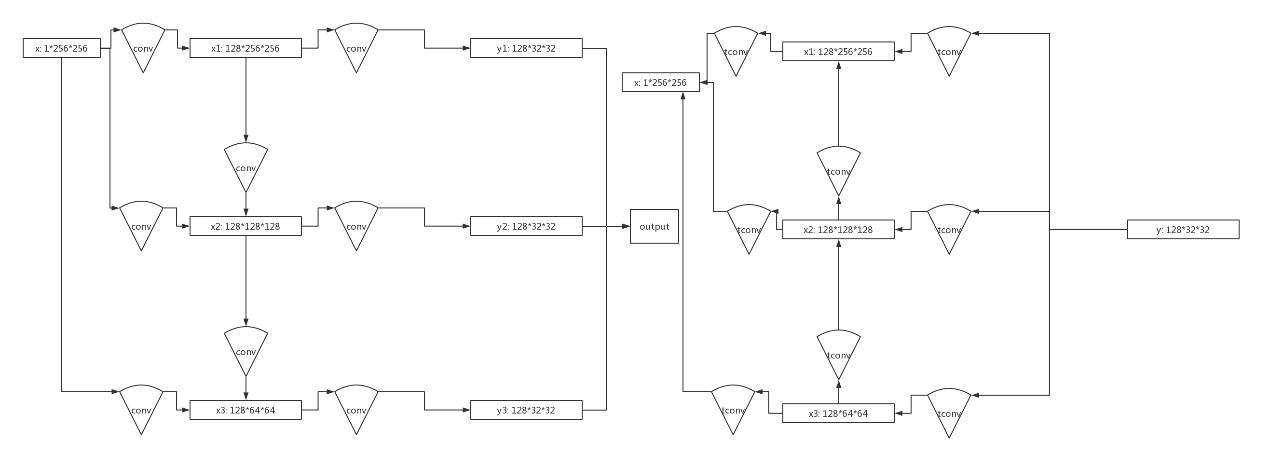 x: 1*256*256
conv
x1: 128*256*256
conv
y1: 128*32*32
conv
conv
x2: 128*128*128
conv
y2: 128*32*32
output
conv
conv
x3: 128*64*64
conv
y3: 128*32*32
tconv
x1: 128*256*256
tconv
x: 1*256*256
tconv
tconv
x2: 128*128*128
tconv
y: 128*32*32
tconv
tconv
x3: 128*64*64
tconv